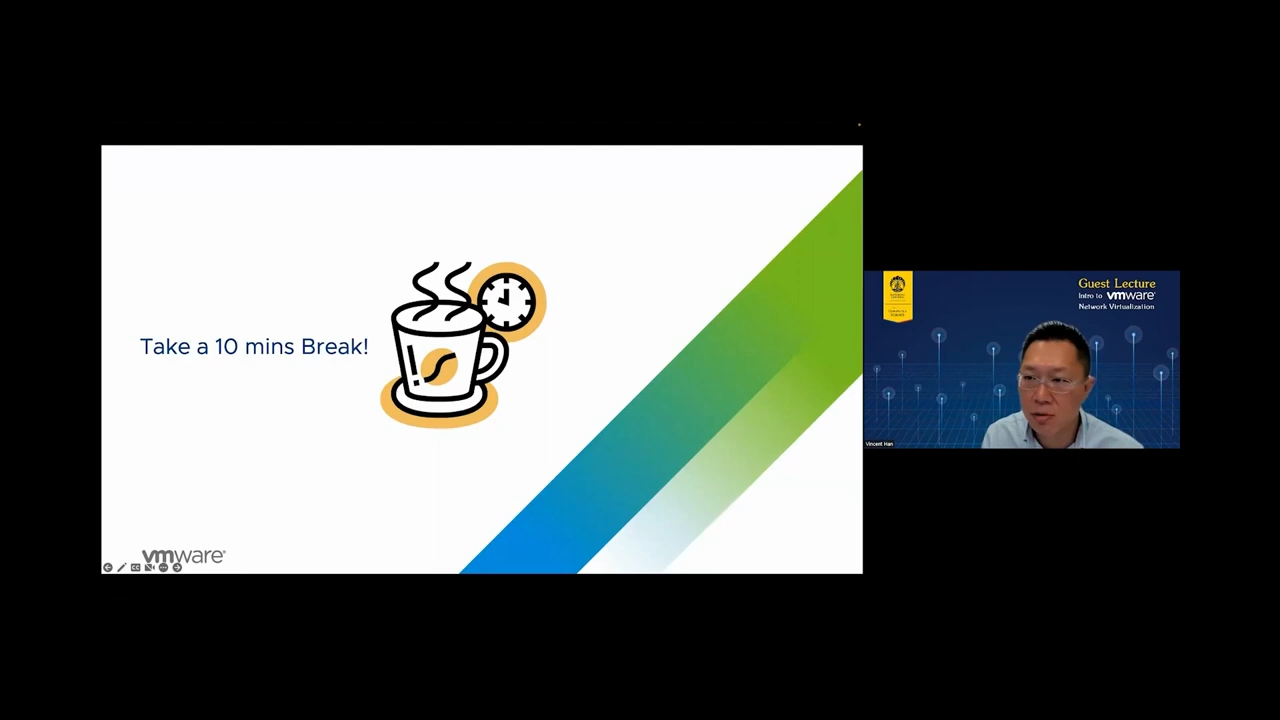 Take a 10 mins Break!
vmware®
Guest Lecture
Intro to vmware®
Network Virtualization
Vincent Han